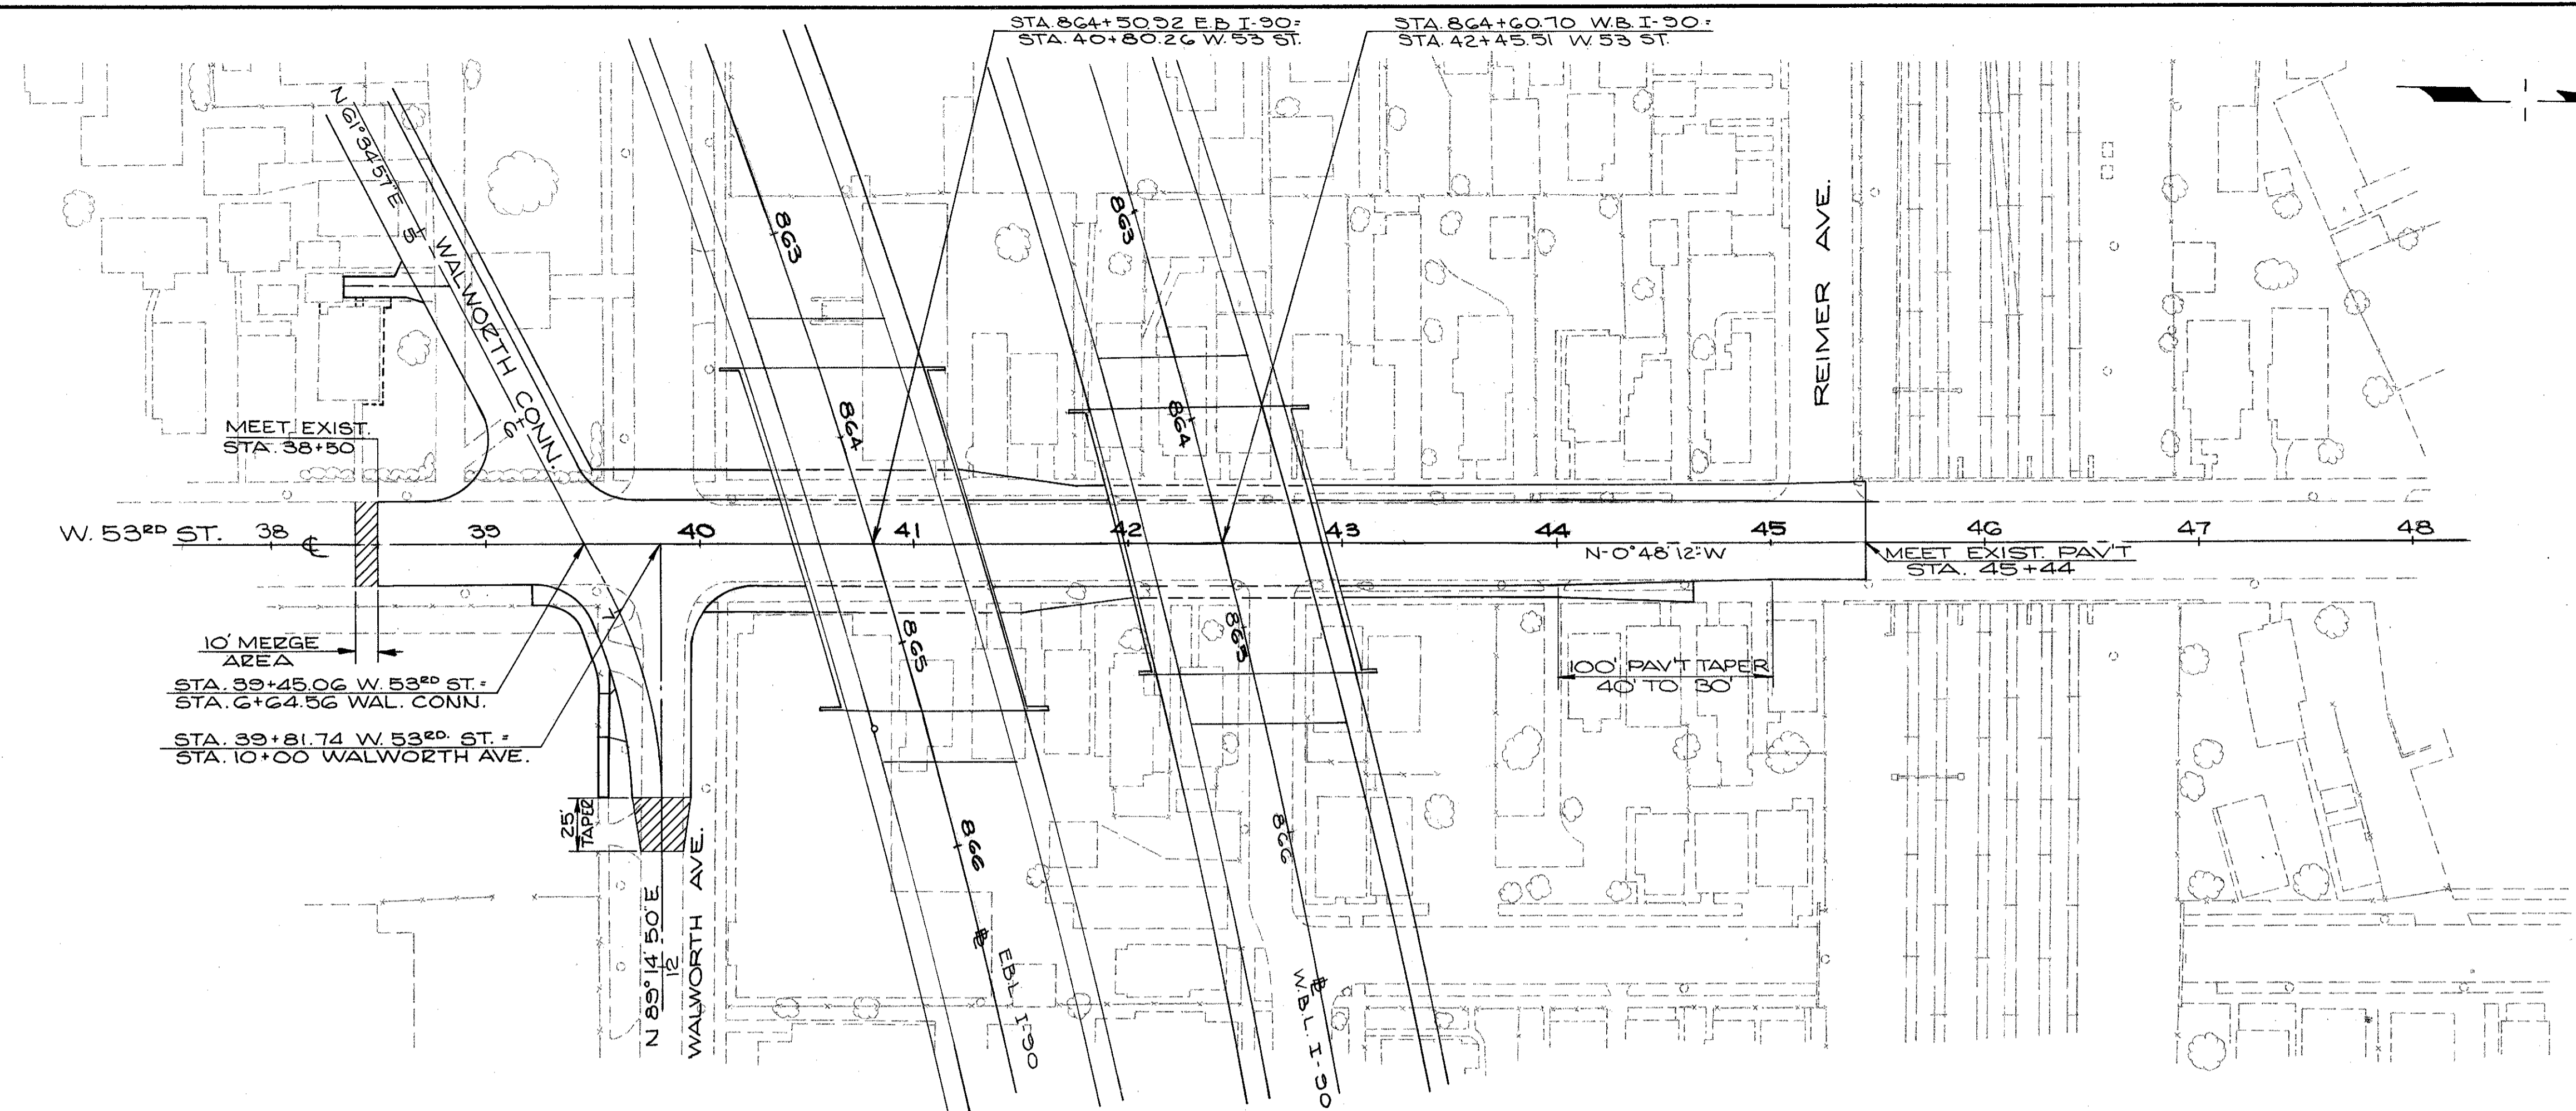 STA. 864+50.92 E.B I-90=
STA. 40+80.26 W. 53 ST.
STA. 864+60.70 W.B. I-90=
STA. 42+45.51 W 53 ST.
N 61°34'57"E
5
WALWORTH CONN.
6
863
863
864
864
REIMER AVE.
MEET EXIST.
STA. 38+50
W. 53RD ST.
38
39
40
41
42
43
44
45
46
47
48
N-0°48'12"W
MEET EXIST. PAV'T
STA. 45+44
7
865
865
10' MERGE
AREA
100' PAV'T TAPER
40' TO 30'
STA. 39+45.06 W. 53RD ST. =
STA. 6+64.56 WAL. CONN.
STA. 39+81.74 W. 53RD. ST. =
STA. 10+00 WALWORTH AVE.
25'
TAPER
866
866
N 89° 14' 50" E
12
WALWORTH AVE.
EBL I-90
W.B.L. I-90